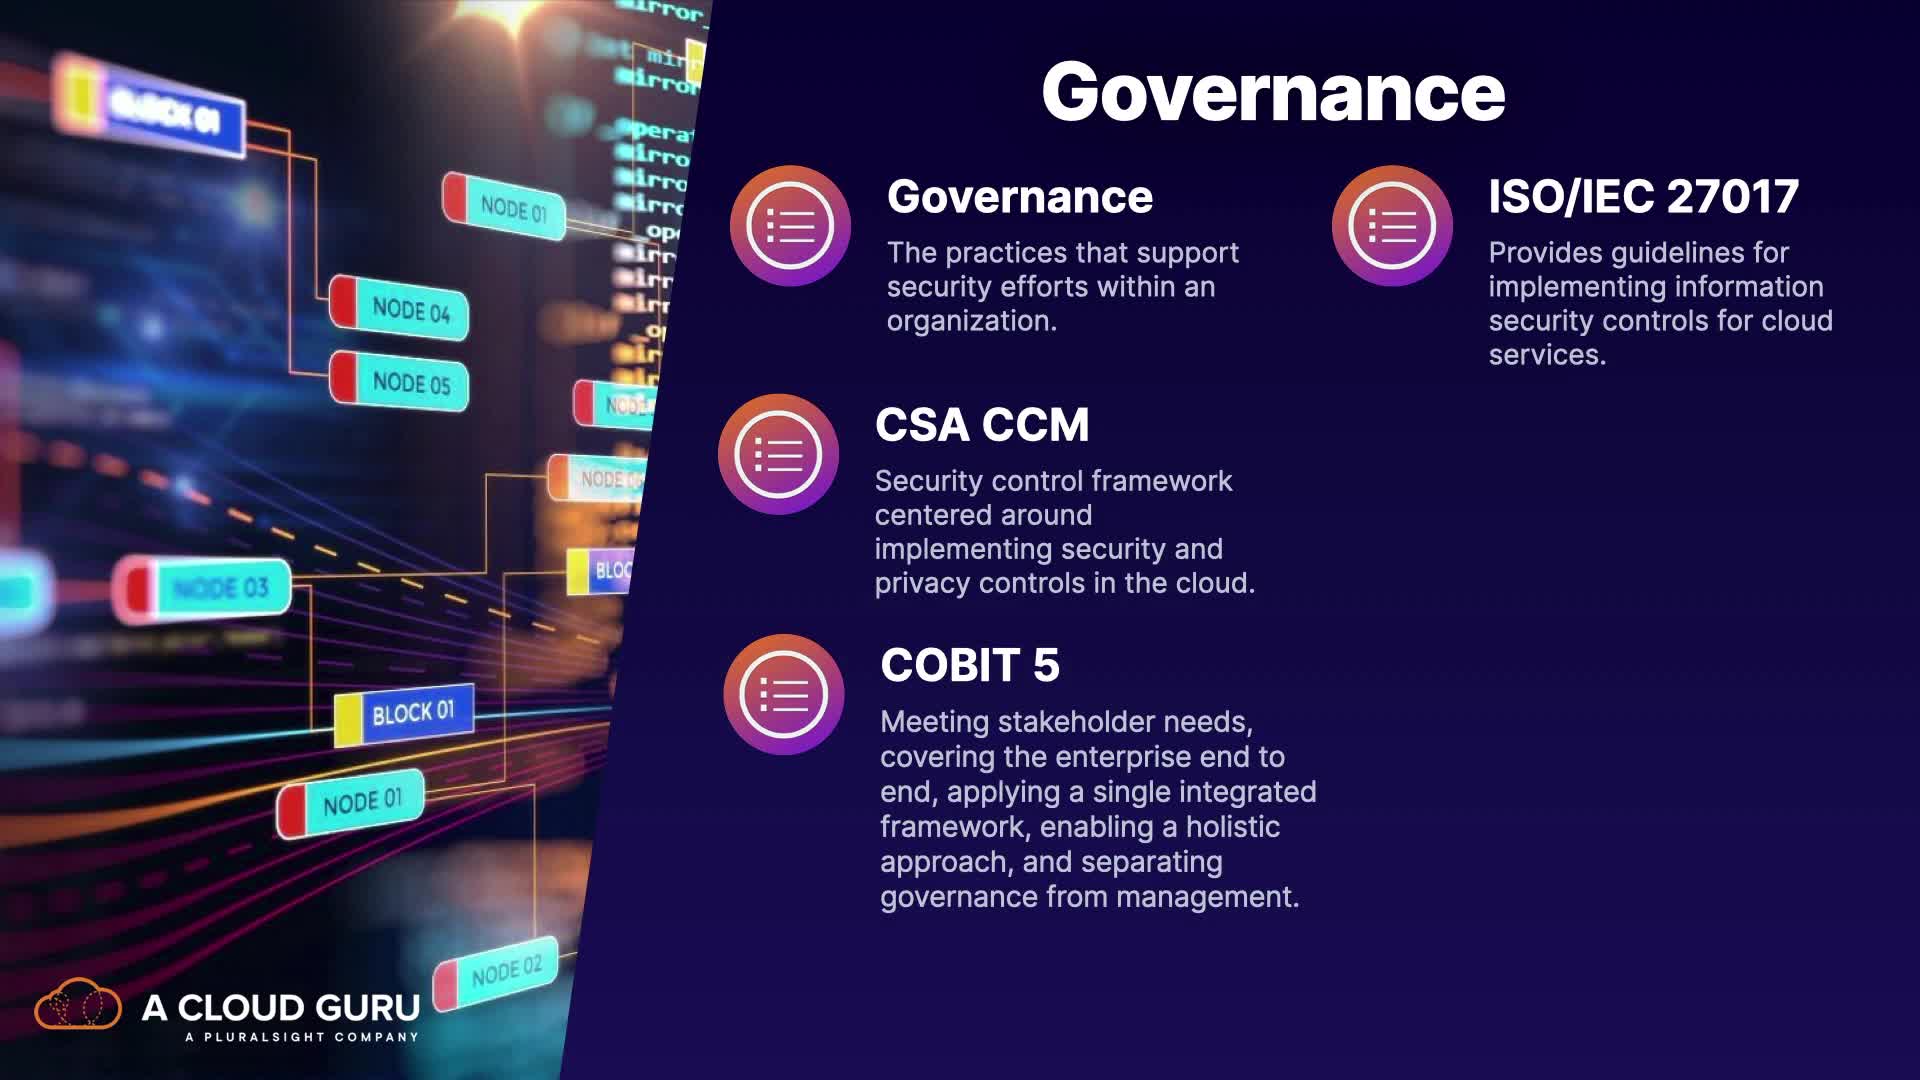 Governance
Governance
The practices that support
security efforts within an
organization.
CSA CCM
Security control framework
centered around
implementing security and
privacy controls in the cloud.
COBIT 5
Meeting stakeholder needs,
covering the enterprise end to
end, applying a single integrated
framework, enabling a holistic
approach, and separating
governance from management.
ISO/IEC 27017
Provides guidelines for
implementing information
security controls for cloud
services.
BLOCK 01
NODE 01
NODE 04
NODE 05
NODE 03
BLOCK 01
NODE 01
NODE 02
A CLOUD GURU
A PLURALSIGHT COMPANY